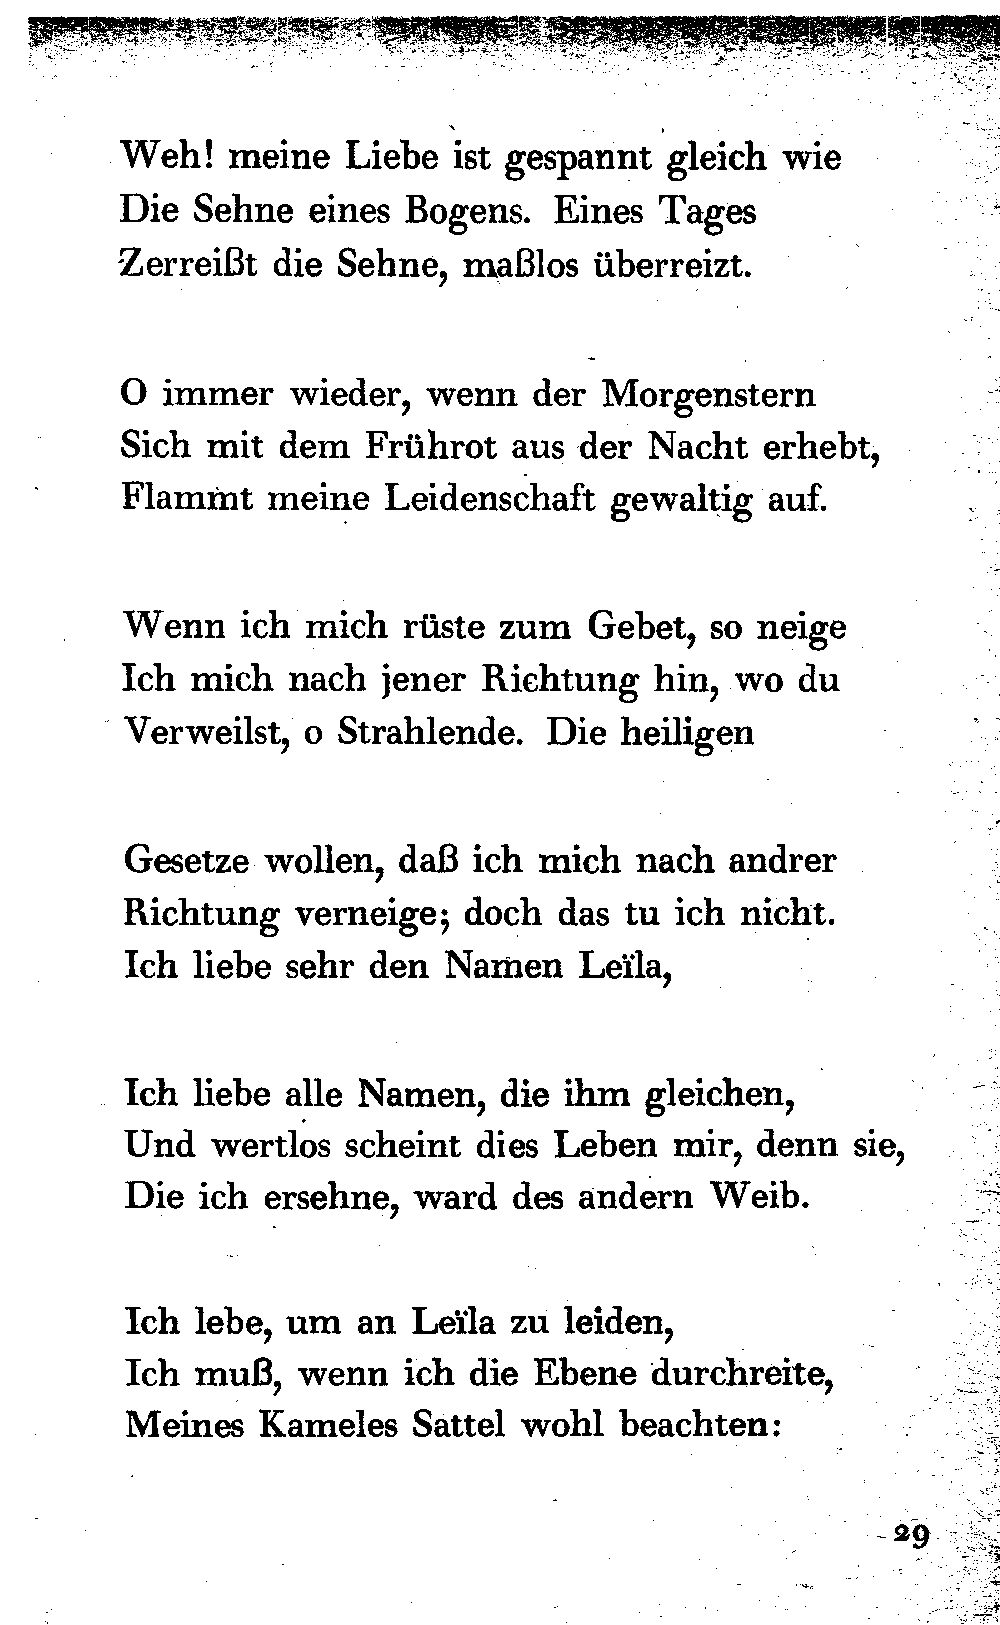 Weh! meine Liebe ist gespannt gleich wie
Die Sehne eines Bogens. Eines Tages
Zerreißt die Sehne, maßlos überreizt.

O immer wieder, wenn der Morgenstern
Sich mit dem Frührot aus der Nacht erhebt,
Flammt meine Leidenschaft gewaltig auf.

Wenn ich mich rüste zum Gebet, so neige
Ich mich nach jener Richtung hin, wo du
Verweilst, o Strahlende. Die heiligen

Gesetze wollen, daß ich mich nach andrer
Richtung verneige; doch das tu ich nicht.
Ich liebe sehr den Namen Leïla,

Ich liebe alle Namen, die ihm gleichen,
Und wertlos scheint dies Leben mir, denn sie,
Die ich ersehne, ward des andern Weib.

Ich lebe, um an Leïla zu leiden,
Ich muß, wenn ich die Ebene durchreite,
Meines Kameles Sattel wohl beachten:

29